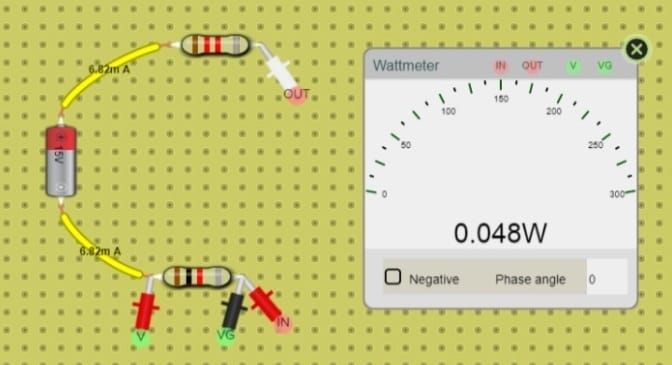 6.82m A
OUT
15V
6.82m A
V
VG
IN
Wattmeter
IN
OUT
V
VG
0
50
100
150
200
250
300
0.048W
Negative
Phase angle
0